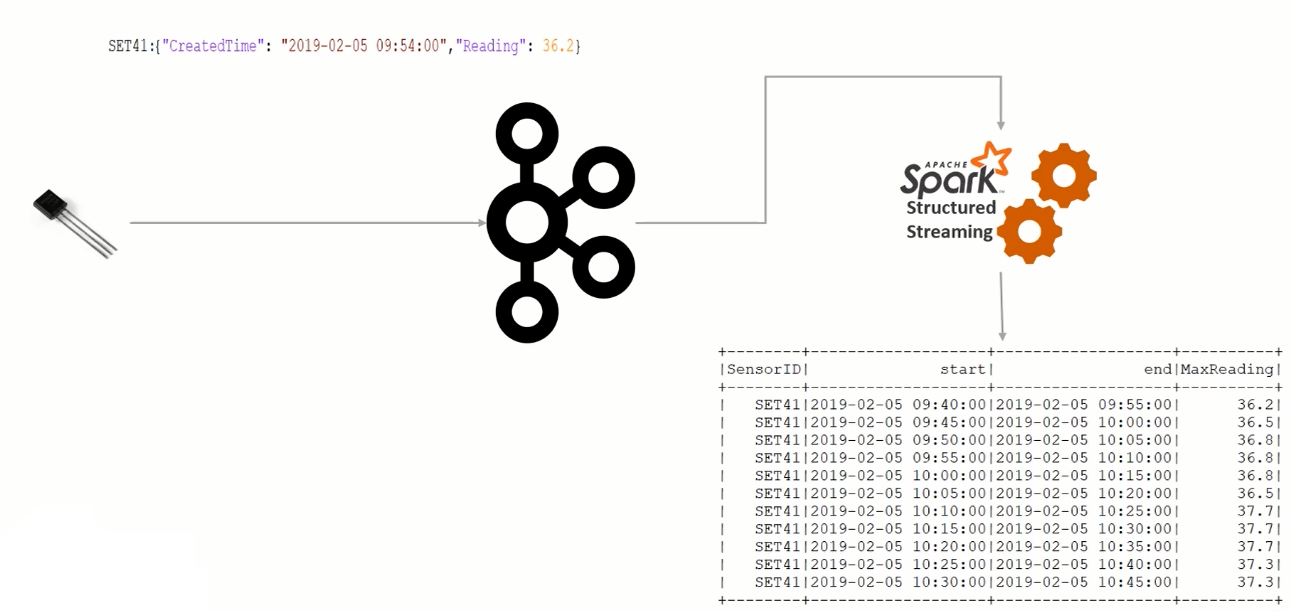 SET41:{"CreatedTime": "2019-02-05 09:54:00","Reading": 36.2}
APACHE
Spark
Structured
Streaming
+--------+-------------------+-------------------+----------+
|SensorID|              start|                end|MaxReading|
+--------+-------------------+-------------------+----------+
|   SET41|2019-02-05 09:40:00|2019-02-05 09:55:00|      36.2|
|   SET41|2019-02-05 09:45:00|2019-02-05 10:00:00|      36.5|
|   SET41|2019-02-05 09:50:00|2019-02-05 10:05:00|      36.8|
|   SET41|2019-02-05 09:55:00|2019-02-05 10:10:00|      36.8|
|   SET41|2019-02-05 10:00:00|2019-02-05 10:15:00|      36.8|
|   SET41|2019-02-05 10:05:00|2019-02-05 10:20:00|      36.5|
|   SET41|2019-02-05 10:10:00|2019-02-05 10:25:00|      37.7|
|   SET41|2019-02-05 10:15:00|2019-02-05 10:30:00|      37.7|
|   SET41|2019-02-05 10:20:00|2019-02-05 10:35:00|      37.7|
|   SET41|2019-02-05 10:25:00|2019-02-05 10:40:00|      37.3|
|   SET41|2019-02-05 10:30:00|2019-02-05 10:45:00|      37.3|
+--------+-------------------+-------------------+----------+